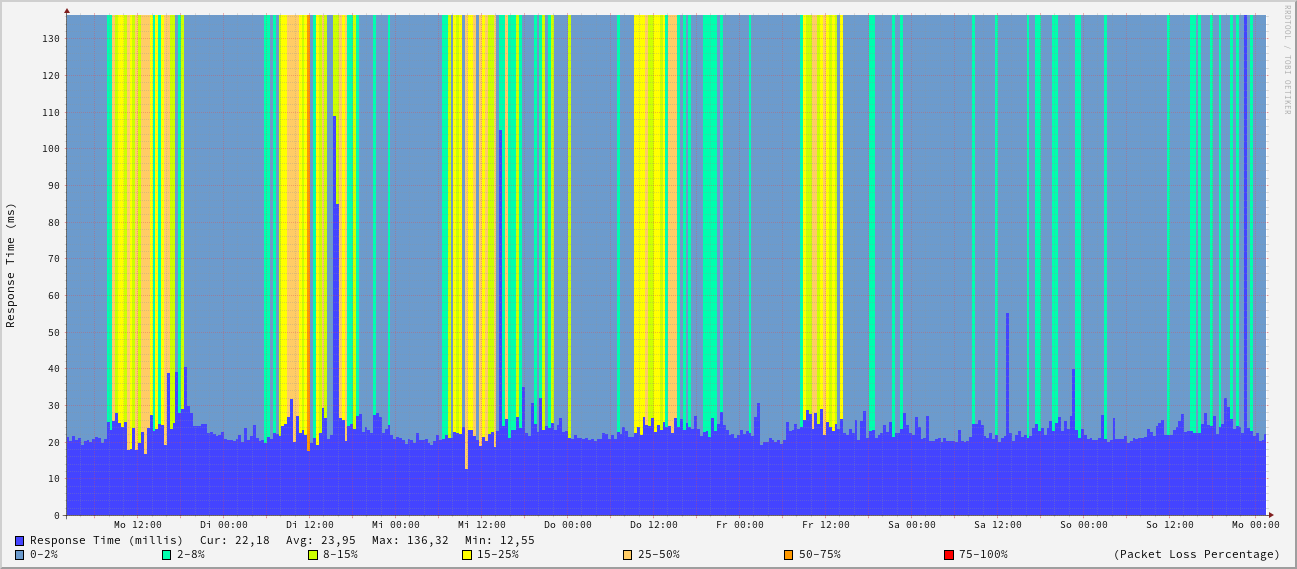 RRDTOOL / TOBI OETIKER
Response Time (ms)
130
120
110
100
90
80
70
60
50
40
30
20
10
0
Mo 12:00 Di 00:00 Di 12:00 Mi 00:00 Mi 12:00 Do 00:00 Do 12:00 Fr 00:00 Fr 12:00 Sa 00:00 Sa 12:00 So 00:00 So 12:00 Mo 00:00
Response Time (millis) Cur: 22,18 Avg: 23,95 Max: 136,32 Min: 12,55
0-2% 2-8% 8-15% 15-25% 25-50% 50-75% 75-100% (Packet Loss Percentage)